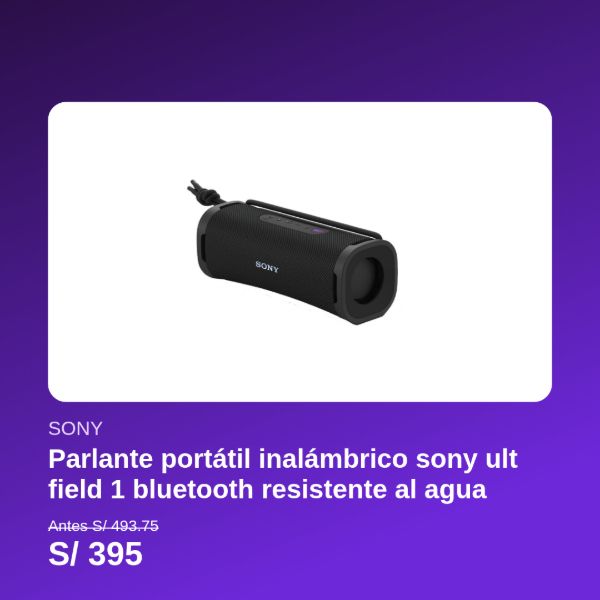 SONY
SONY
Parlante portátil inalámbrico sony ult
field 1 bluetooth resistente al agua
Antes S/ 493.75
S/ 395